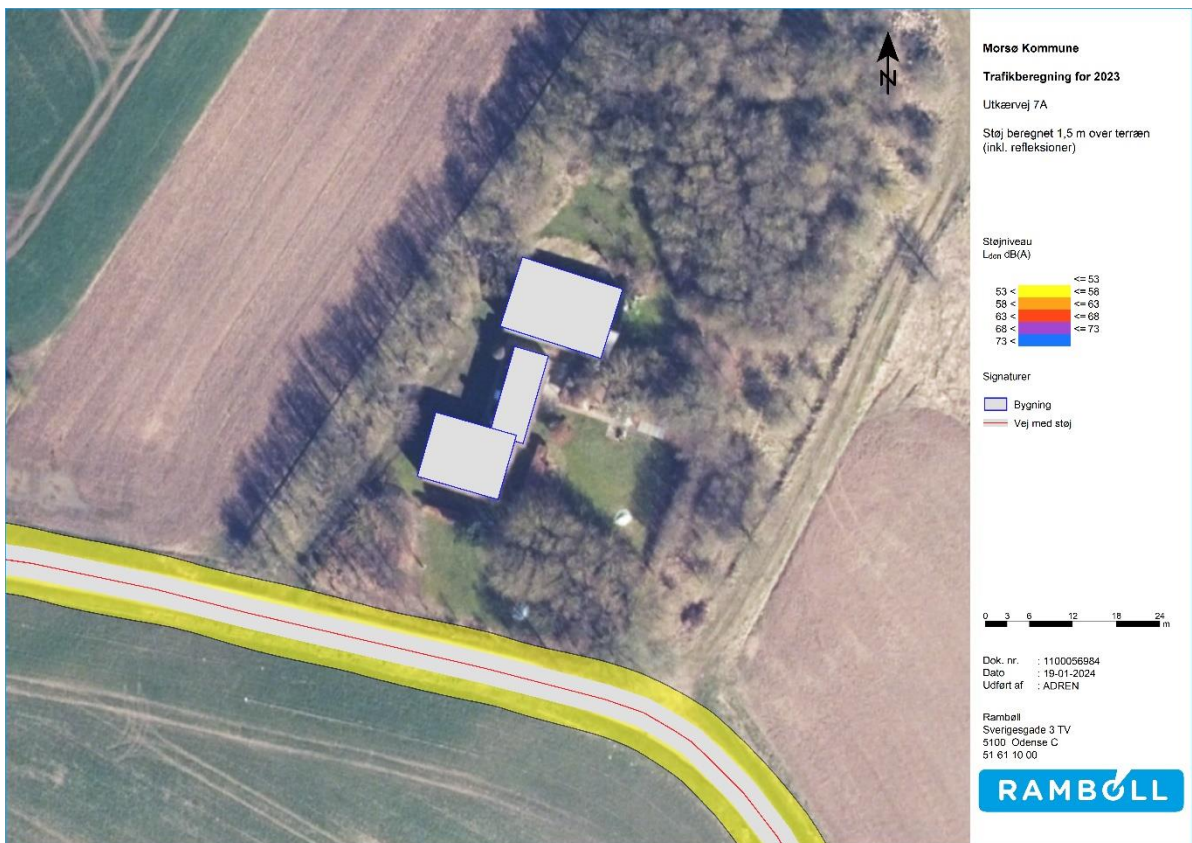 N
Morsø Kommune
Trafikberegning for 2023
Utkærvej 7A
Støj beregnet 1,5 m over terræn
(inkl. refleksioner)
Støjniveau
Lden dB(A)
<= 53
53 < <= 58
58 < <= 63
63 < <= 68
68 < <= 73
73 <
Signaturer
Bygning
Vej med støj
0 3 6 12 18 24
m
Dok. nr. : 1100056984
Dato : 19-01-2024
Udført af : ADREN
Rambøll
Sverigesgade 3 TV
5100 Odense C
51 61 10 00
RAMBOLL